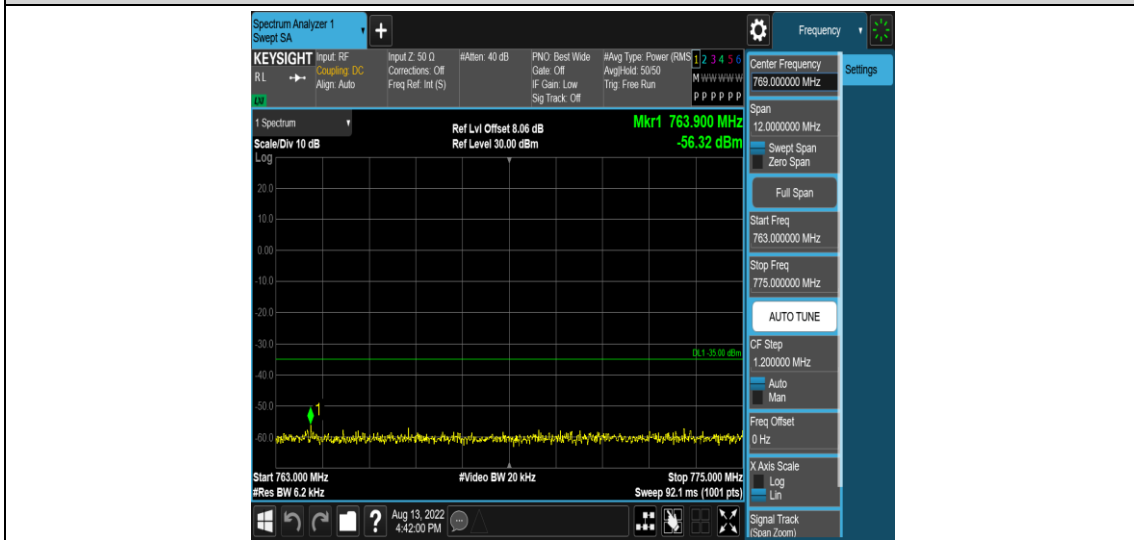 Spectrum Analyzer 1
Swept SA
+
Frequency
KEYSIGHT
RL
Input: RF
Coupling: DC
Align: Auto
Input Z: 50 Ω
Corrections: Off
Freq Ref: Int (S)
#Atten: 40 dB
PNO: Best Wide
Gate: Off
IF Gain: Low
Sig Track: Off
#Avg Type: Power (RMS
Avg|Hold: 50/50
Trig: Free Run
1 2 3 4 5 6
M W W W W W
P P P P P P
1 Spectrum
Scale/Div 10 dB
Log
Ref Lvl Offset 8.06 dB
Ref Level 30.00 dBm
Mkr1 763.900 MHz
-56.32 dBm
20.0
10.0
0.00
-10.0
-20.0
-30.0
DL1 -35.00 dBm
-40.0
-50.0
1
-60.0
Start 763.000 MHz
#Res BW 6.2 kHz
#Video BW 20 kHz
Stop 775.000 MHz
Sweep 92.1 ms (1001 pts)
?
Aug 13, 2022
4:42:00 PM
Center Frequency
769.000000 MHz
Settings
Span
12.0000000 MHz
Swept Span
Zero Span
Full Span
Start Freq
763.000000 MHz
Stop Freq
775.000000 MHz
AUTO TUNE
CF Step
1.200000 MHz
Auto
Man
Freq Offset
0 Hz
X Axis Scale
Log
Lin
Signal Track
(Span Zoom)